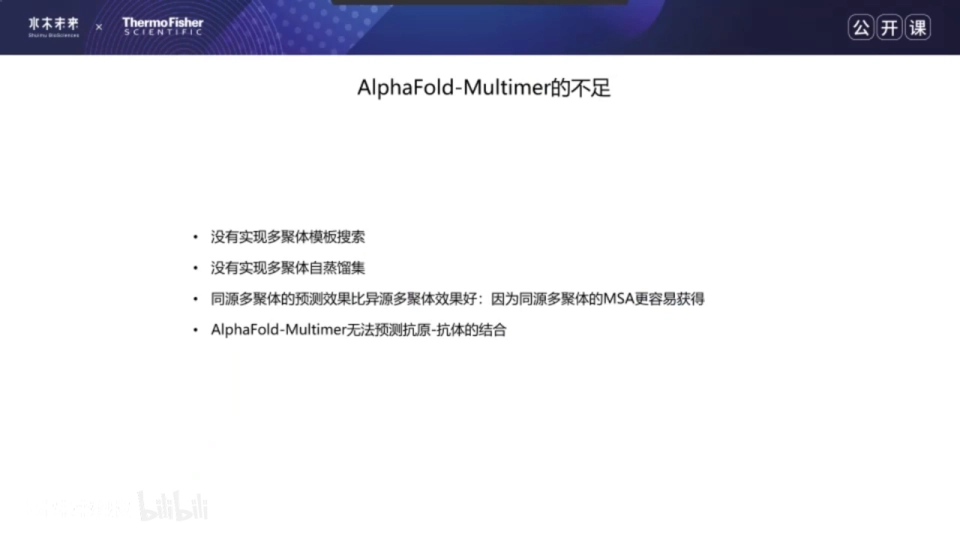 水木未来
Shuimu BioSciences
×
ThermoFisher
SCIENTIFIC
公开课
AlphaFold-Multimer的不足
• 没有实现多聚体模板搜索
• 没有实现多聚体自蒸馏集
• 同源多聚体的预测效果比异源多聚体效果好：因为同源多聚体的MSA更容易获得
• AlphaFold-Multimer无法预测抗原-抗体的结合
bilibili